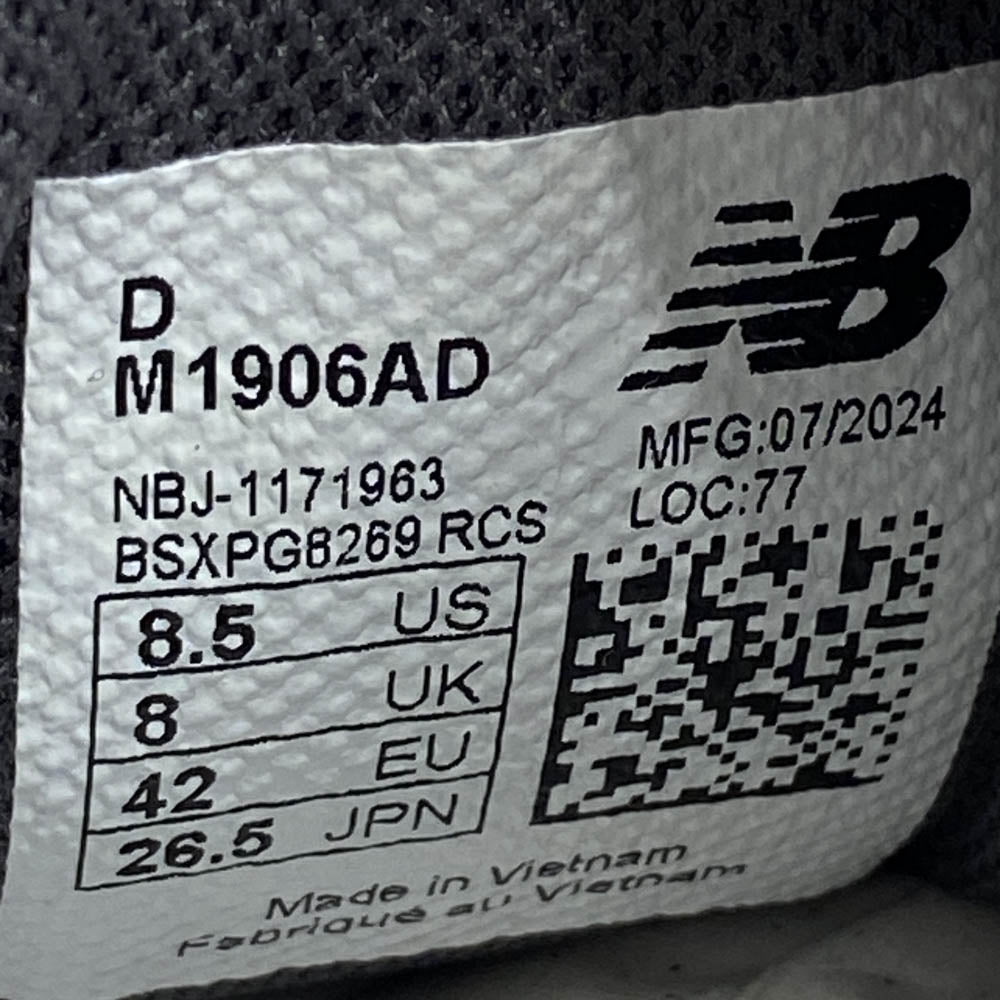 NB
D
M1906AD
MFG:07/2024
LOC:77
NBJ-1171963
BSXPG8269 RCS
8.5 US
8 UK
42 EU
26.5 JPN
Made in Vietnam
Fabriqué au Vietnam